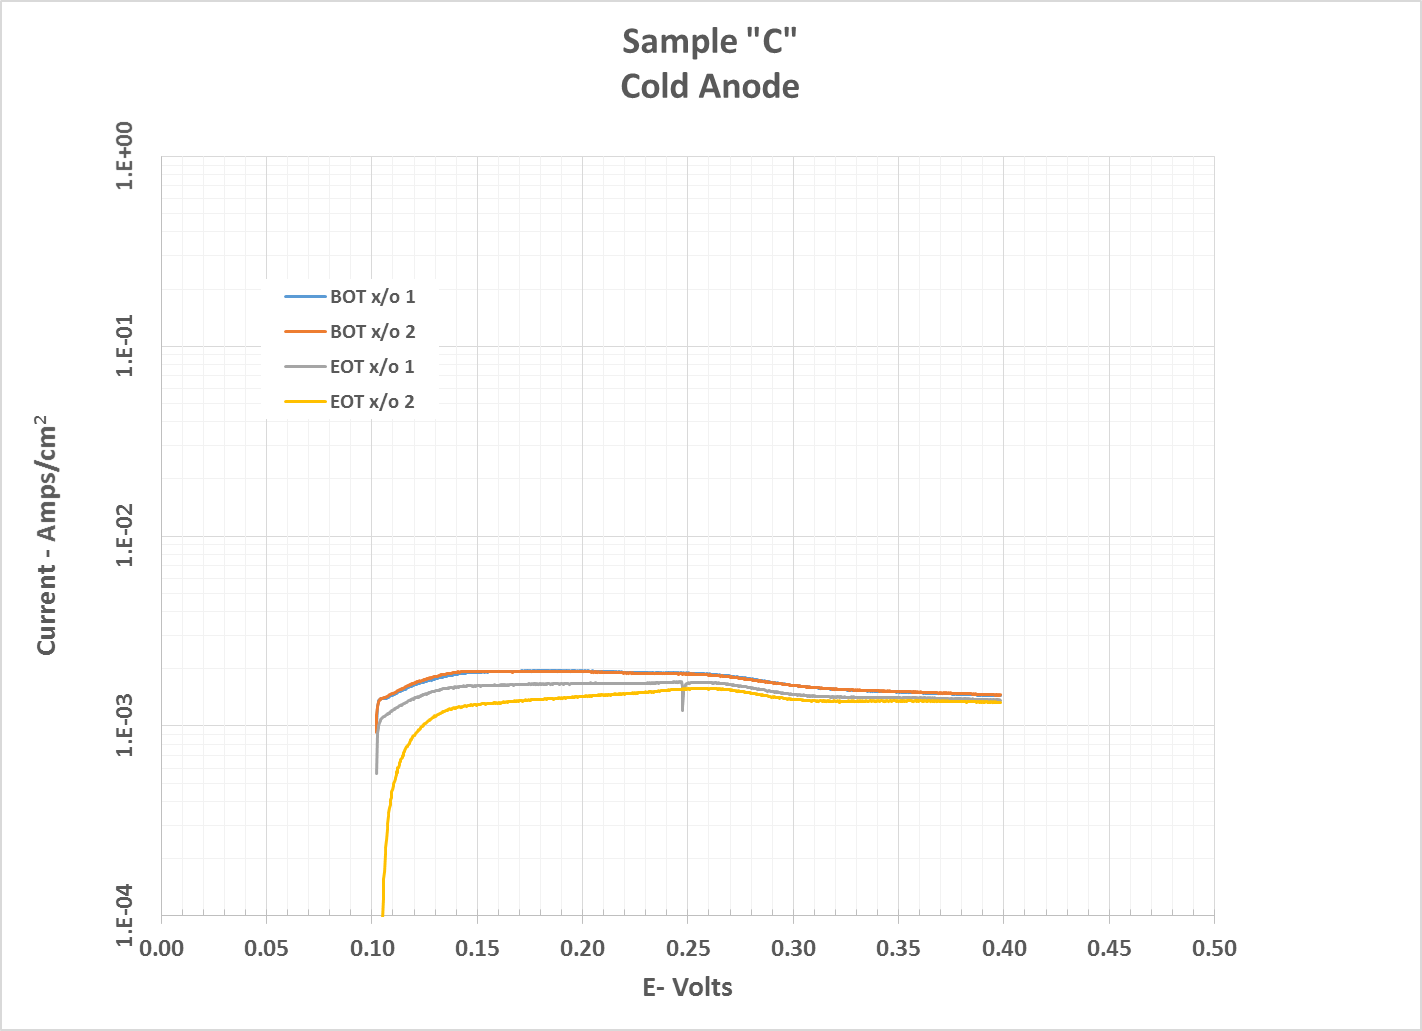 Sample "C"
Cold Anode
1.E+00
1.E-01
1.E-02
1.E-03
1.E-04
Current - Amps/cm²
BOT x/o 1
BOT x/o 2
EOT x/o 1
EOT x/o 2
0.00 0.05 0.10 0.15 0.20 0.25 0.30 0.35 0.40 0.45 0.50
E- Volts